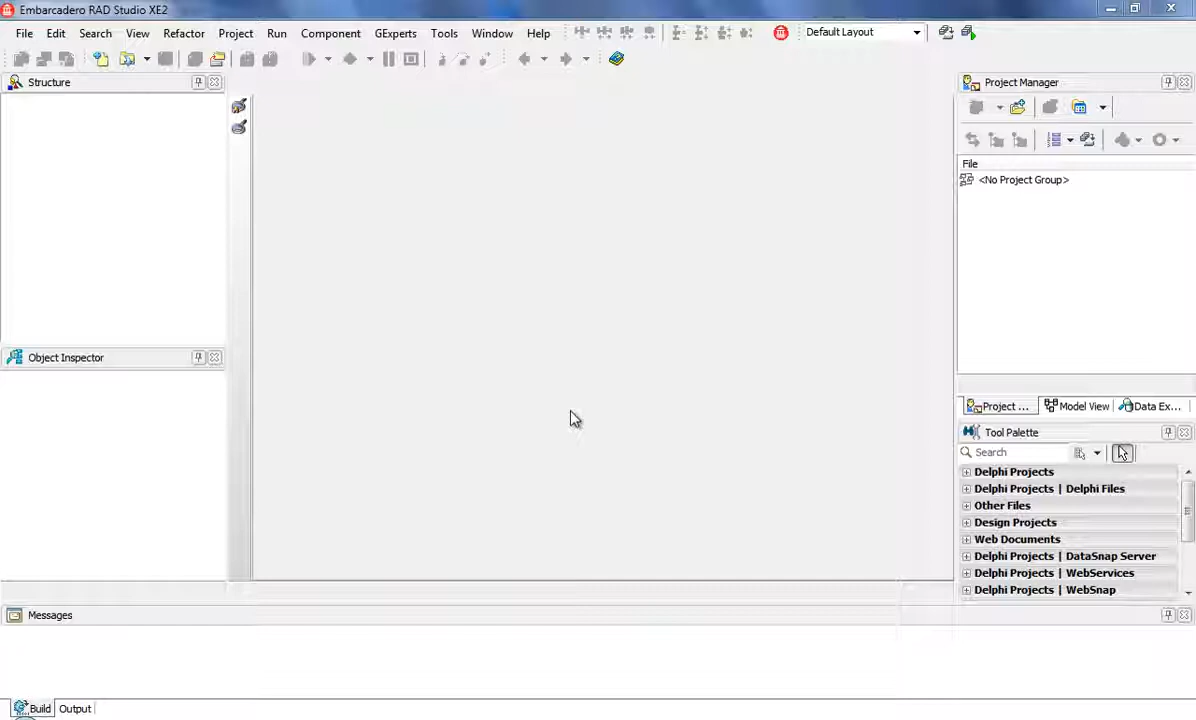 Embarcadero RAD Studio XE2
File Edit Search View Refactor Project Run Component GExperts Tools Window Help Default Layout
Structure
Project Manager
File
<No Project Group>
Object Inspector
Project ... Model View Data Ex...
Tool Palette
Search
Delphi Projects
Delphi Projects | Delphi Files
Other Files
Design Projects
Web Documents
Delphi Projects | DataSnap Server
Delphi Projects | WebServices
Delphi Projects | WebSnap
Messages
Build Output